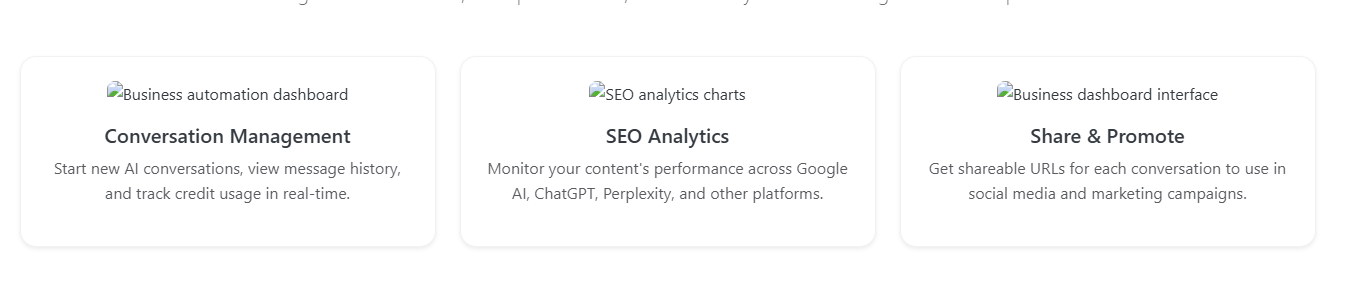 Business automation dashboard
Conversation Management
Start new AI conversations, view message history,
and track credit usage in real-time.
SEO analytics charts
SEO Analytics
Monitor your content's performance across Google
AI, ChatGPT, Perplexity, and other platforms.
Business dashboard interface
Share & Promote
Get shareable URLs for each conversation to use in
social media and marketing campaigns.